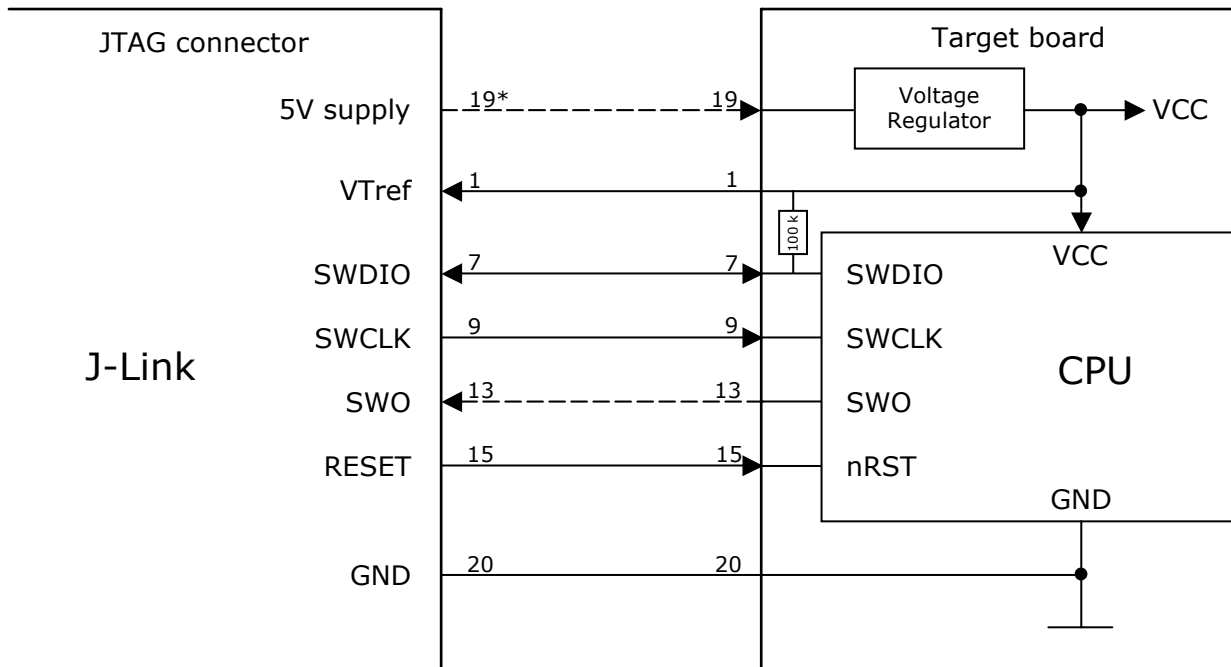 JTAG connector
Target board
5V supply
19*
19
Voltage
Regulator
VCC
VTref
1
1
100 k
VCC
SWDIO
7
7
SWDIO
SWCLK
9
9
SWCLK
J-Link
CPU
SWO
13
13
SWO
RESET
15
15
nRST
GND
GND
20
20